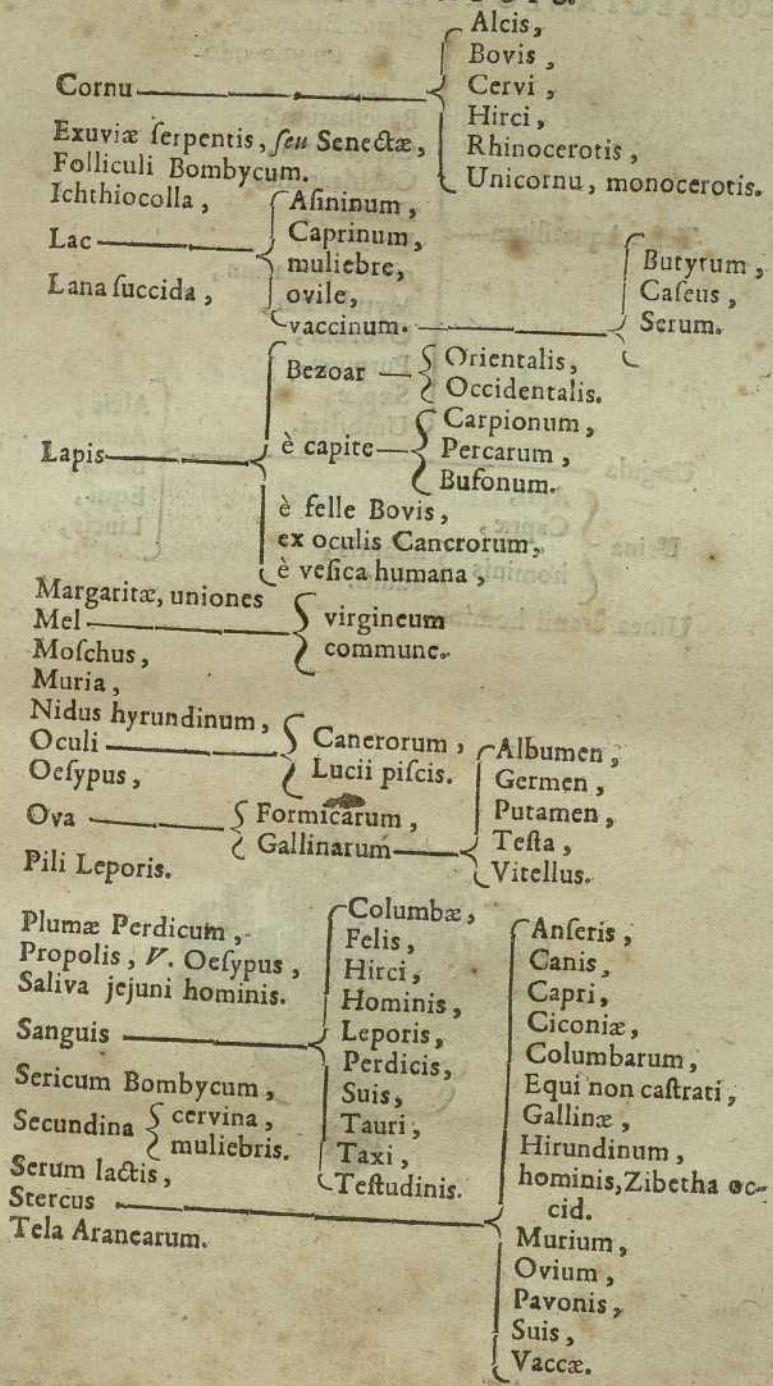 Cornu
Alcis,
Bovis,
Cervi,
Hirci,
Rhinocerotis,
Unicornu, monocerotis.
Exuviæ ſerpentis, ſeu Senectæ,
Folliculi Bombycum.
Ichthiocolla,
Lac
Aſininum,
Caprinum,
muliebre,
ovile,
vaccinum.
Butyrum,
Caſeus,
Serum.
Lana ſuccida,
Lapis
Bezoar
Orientalis,
Occidentalis.
è capite
Carpionum,
Percarum,
Bufonum.
è felle Bovis,
ex oculis Cancrorum,
è veſica humana,
Margaritæ, uniones
Mel
virgineum
commune.
Moſchus,
Muria,
Nidus hyrundinum,
Oculi
Cancrorum,
Lucii piſcis.
Oeſypus,
Ova
Formicarum,
Gallinarum
Albumen,
Germen,
Putamen,
Teſta,
Vitellus.
Pili Leporis.
Plumæ Perdicum,
Propolis, V. Oeſypus,
Saliva jejuni hominis.
Sanguis
Columbæ,
Felis,
Hirci,
Hominis,
Leporis,
Perdicis,
Suis,
Tauri,
Taxi,
Teſtudinis.
Sericum Bombycum,
Secundina
cervina,
muliebris.
Serum lactis,
Stercus
Anſeris,
Canis,
Capri,
Ciconiæ,
Columbarum,
Equi non caſtrati,
Gallinæ,
Hirundinum,
hominis, Zibetha oc-
cid.
Murium,
Ovium,
Pavonis,
Suis,
Vaccæ.
Tela Aranearum.